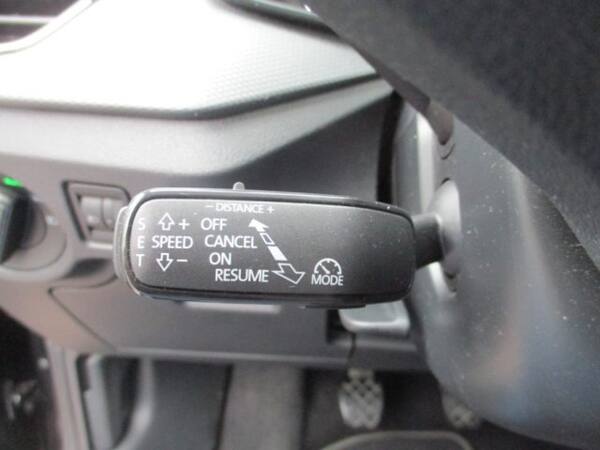 - DISTANCE +
S + OFF
E SPEED CANCEL
T - ON
RESUME MODE